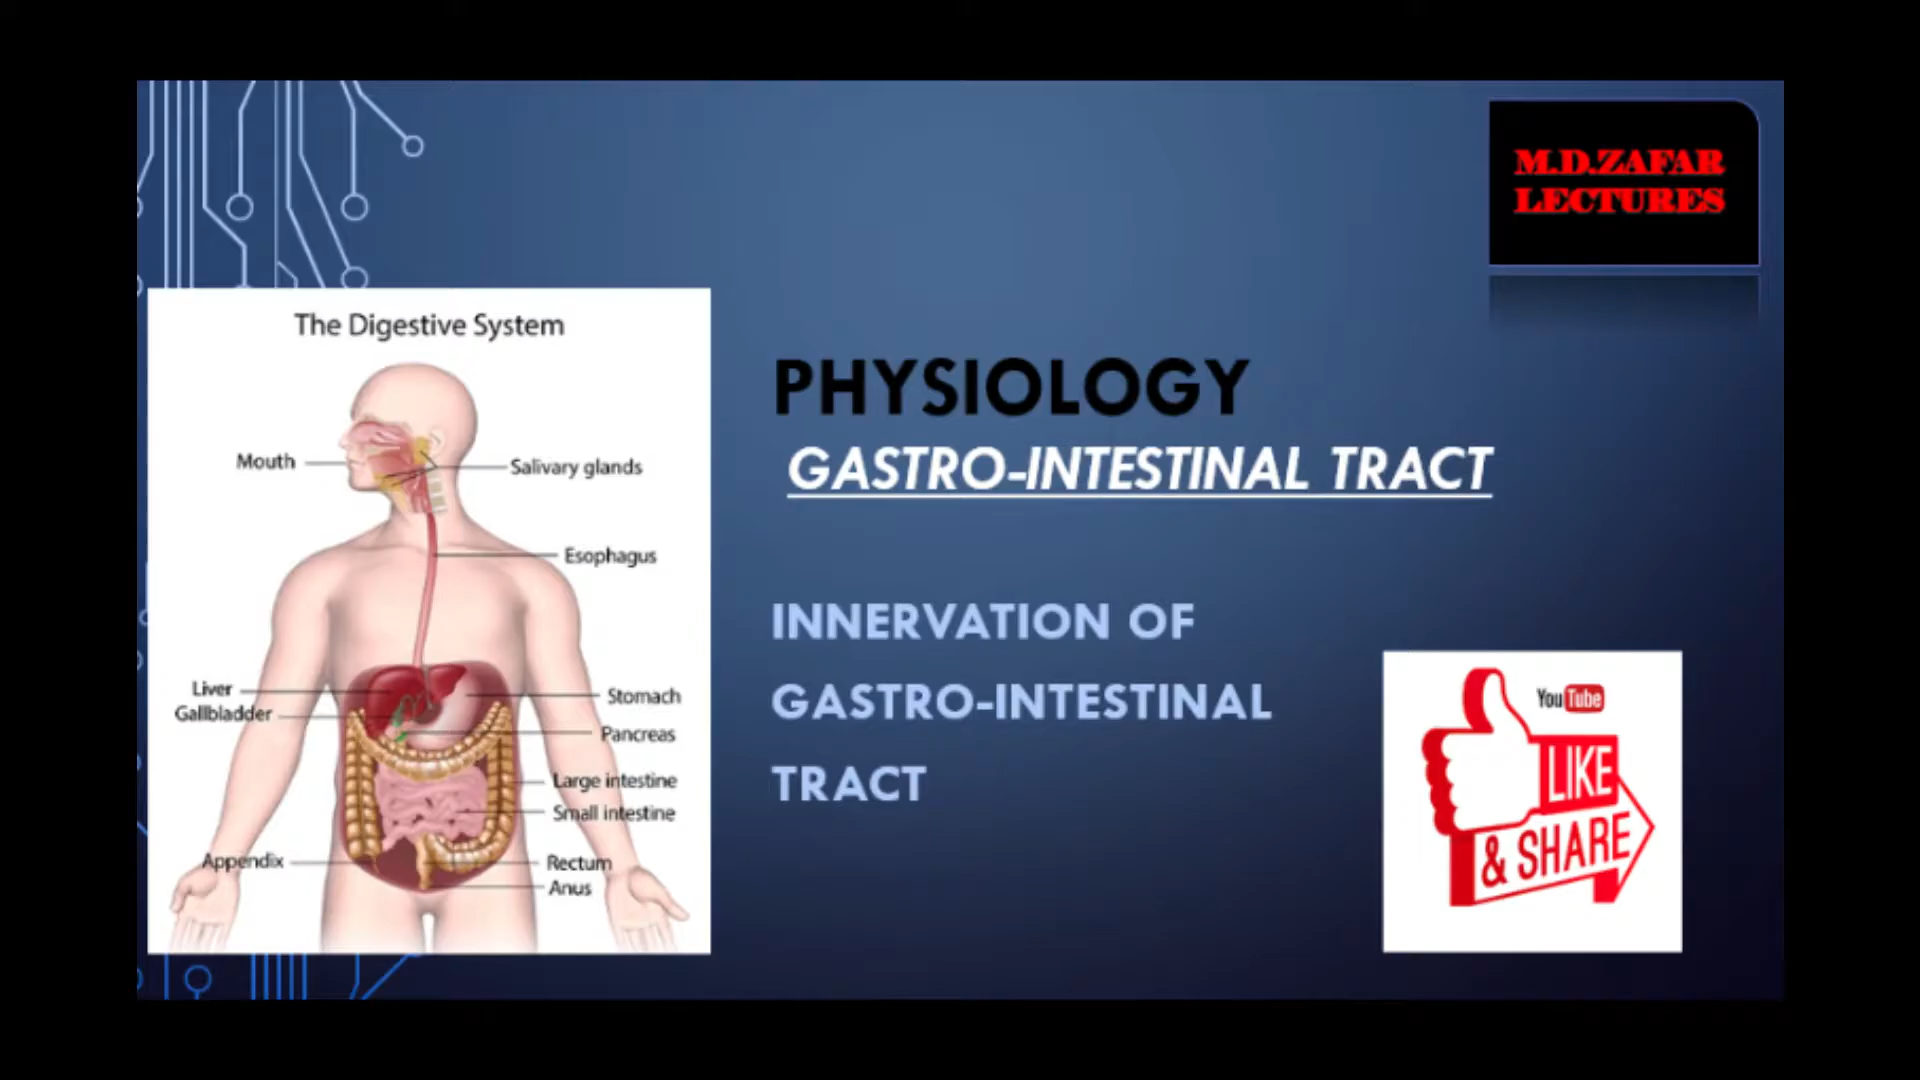 M.D.ZAFAR
LECTURES
The Digestive System
Mouth
Salivary glands
Esophagus
Liver
Gallbladder
Stomach
Pancreas
Large intestine
Small intestine
Appendix
Rectum
Anus
PHYSIOLOGY
GASTRO-INTESTINAL TRACT
INNERVATION OF
GASTRO-INTESTINAL
TRACT
YouTube
LIKE
& SHARE